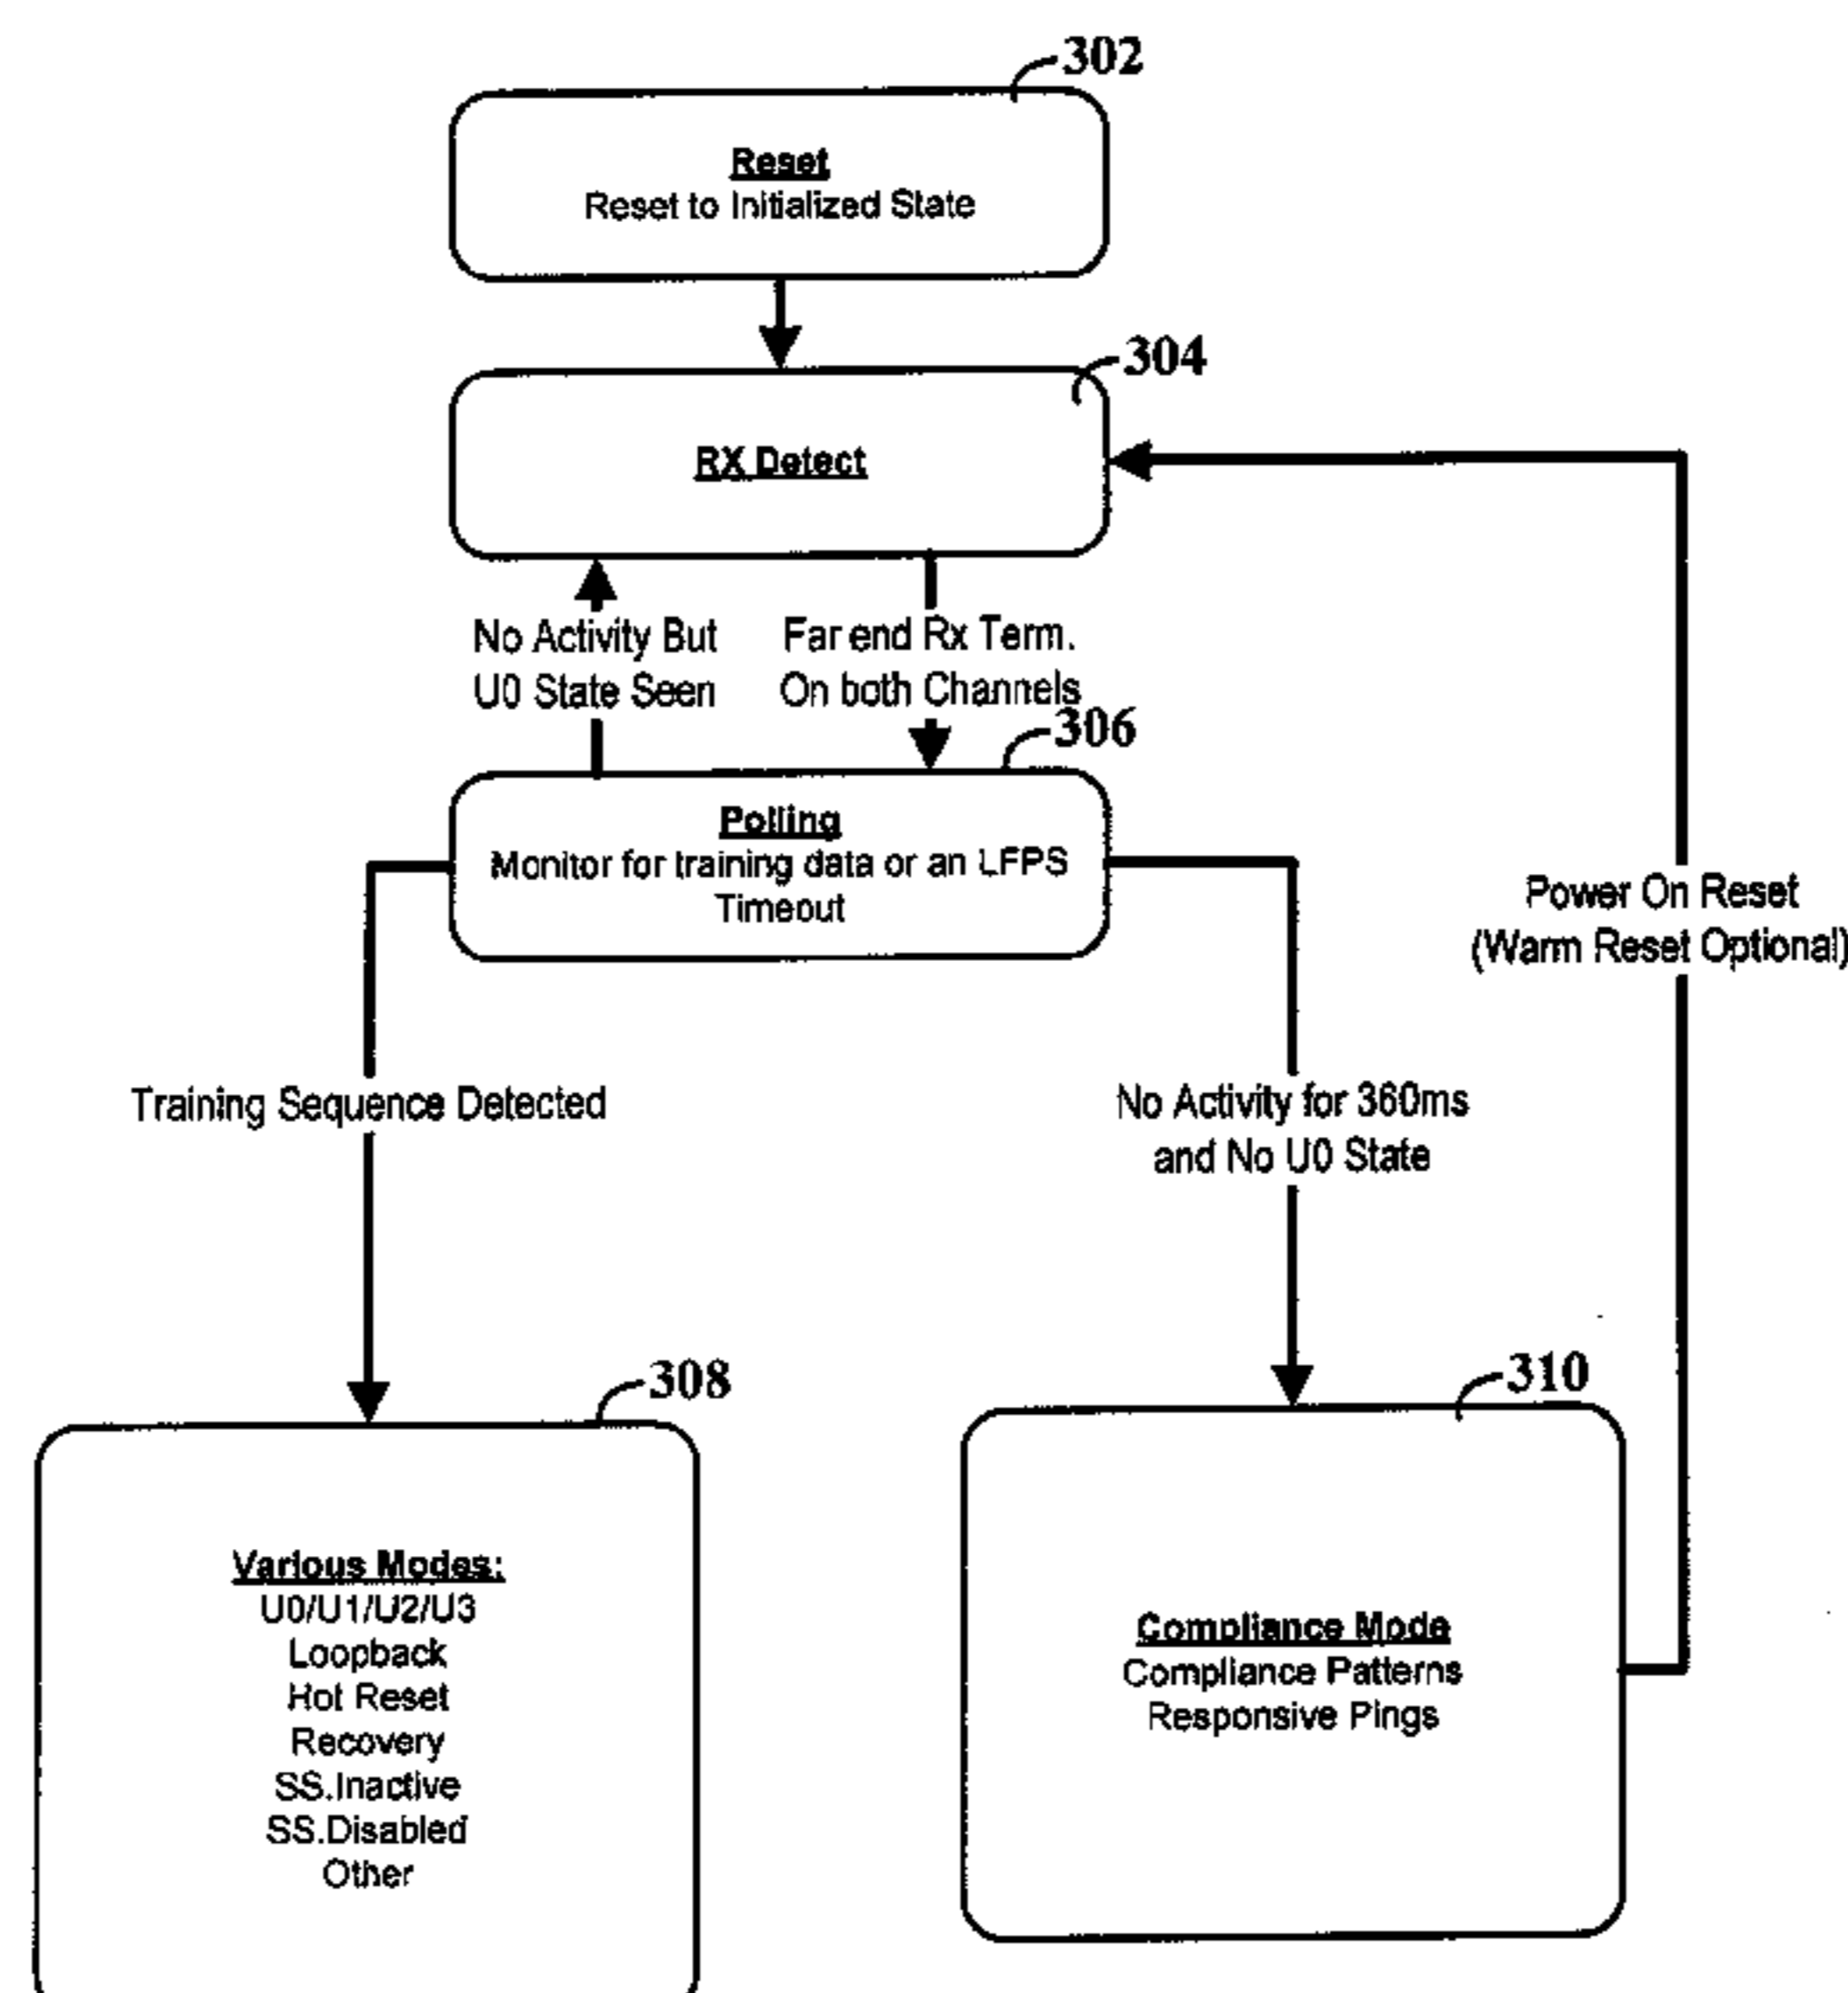 302
Reset
Reset to Initialized State
304
RX Detect
No Activity But
U0 State Seen
Far end Rx Term.
On both Channels
306
Polling
Monitor for training data or an LFPS
Timeout
Power On Reset
(Warm Reset Optional)
Training Sequence Detected
No Activity for 360ms
and No U0 State
308
Various Modes:
U0/U1/U2/U3
Loopback
Hot Reset
Recovery
SS.Inactive
SS.Disabled
Other
310
Compliance Mode
Compliance Patterns
Responsive Pings